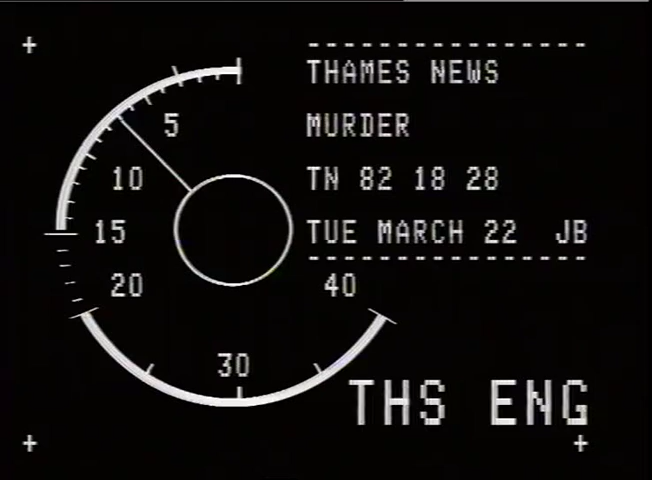 THAMES NEWS
MURDER
TN 82 18 28
TUE MARCH 22 JB
5
10
15
20
30
40
THS ENG